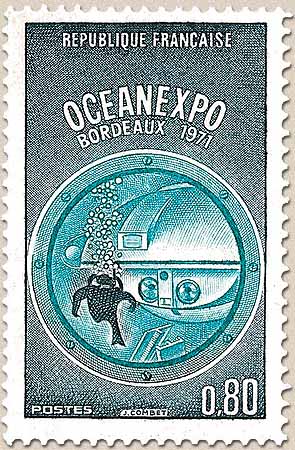 REPUBLIQUE FRANÇAISE
OCEANEXPO
BORDEAUX 1971
POSTES
J. COMBET
0,80